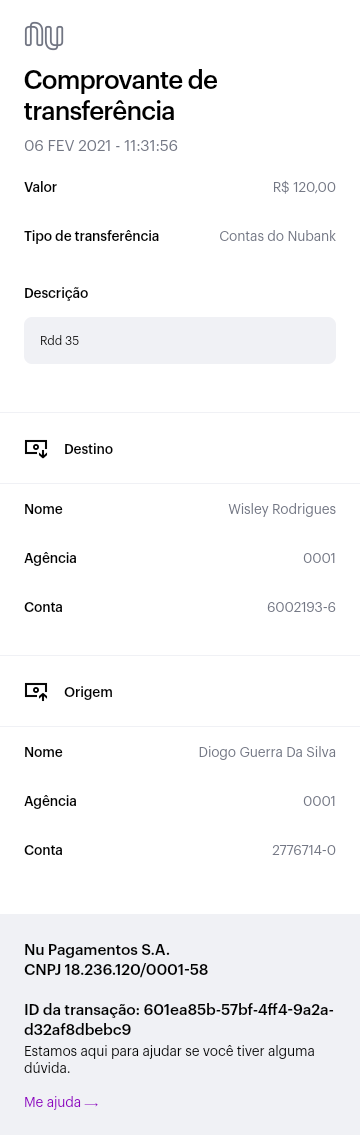 nu
Comprovante de
transferência
06 FEV 2021 - 11:31:56
Valor R$ 120,00
Tipo de transferência Contas do Nubank
Descrição
Rdd 35
Destino
Nome Wisley Rodrigues
Agência 0001
Conta 6002193-6
Origem
Nome Diogo Guerra Da Silva
Agência 0001
Conta 2776714-0
Nu Pagamentos S.A.
CNPJ 18.236.120/0001-58
ID da transação: 601ea85b-57bf-4ff4-9a2a-
d32af8dbebc9
Estamos aqui para ajudar se você tiver alguma
dúvida.
Me ajuda →